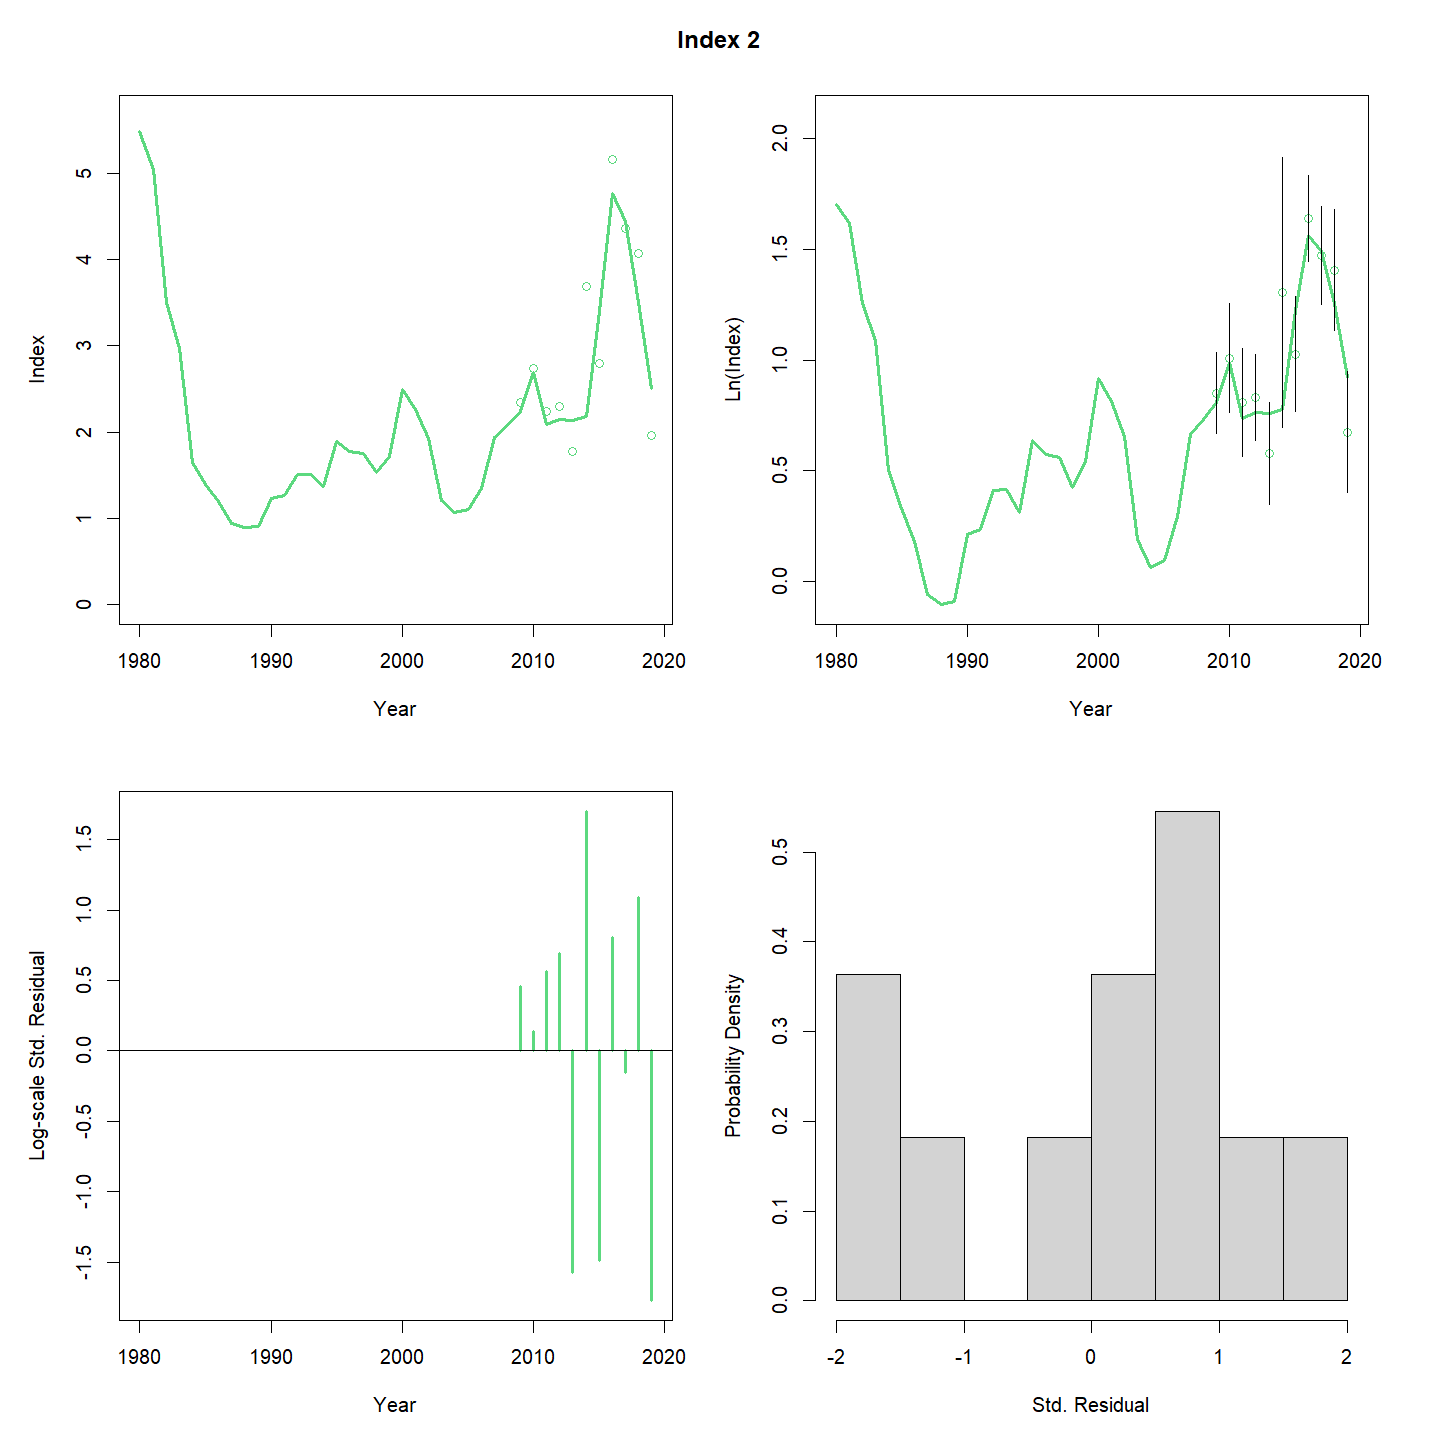 Index 2
Index
0 1 2 3 4 5
1980 1990 2000 2010 2020
Year
Ln(Index)
0.0 0.5 1.0 1.5 2.0
1980 1990 2000 2010 2020
Year
Log-scale Std. Residual
-1.5 -1.0 -0.5 0.0 0.5 1.0 1.5
1980 1990 2000 2010 2020
Year
Probability Density
0.0 0.1 0.2 0.3 0.4 0.5
-2 -1 0 1 2
Std. Residual